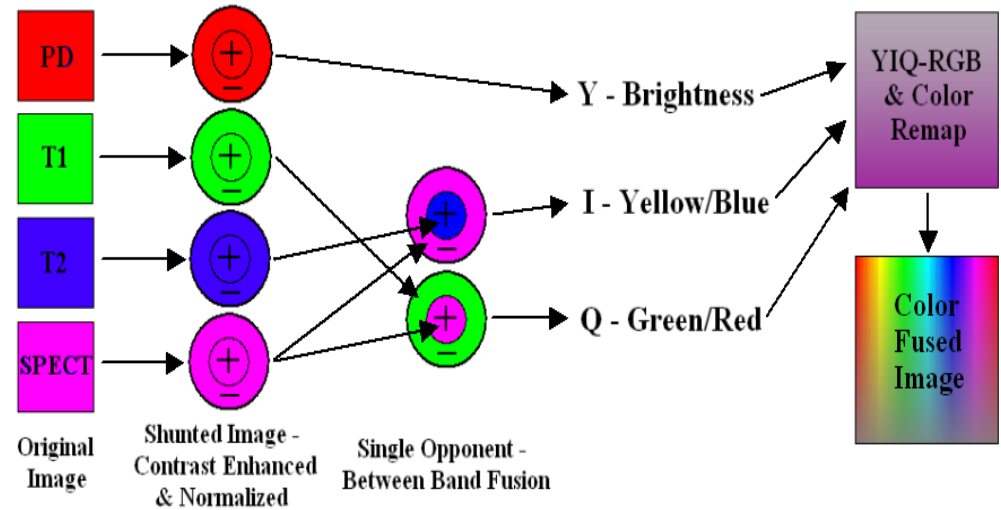 PD
T1
T2
SPECT
Original
Image
+
−
+
−
+
−
+
−
Shunted Image -
Contrast Enhanced
& Normalized
+
−
+
−
Single Opponent -
Between Band Fusion
Y - Brightness
I - Yellow/Blue
Q - Green/Red
YIQ-RGB
& Color
Remap
Color
Fused
Image